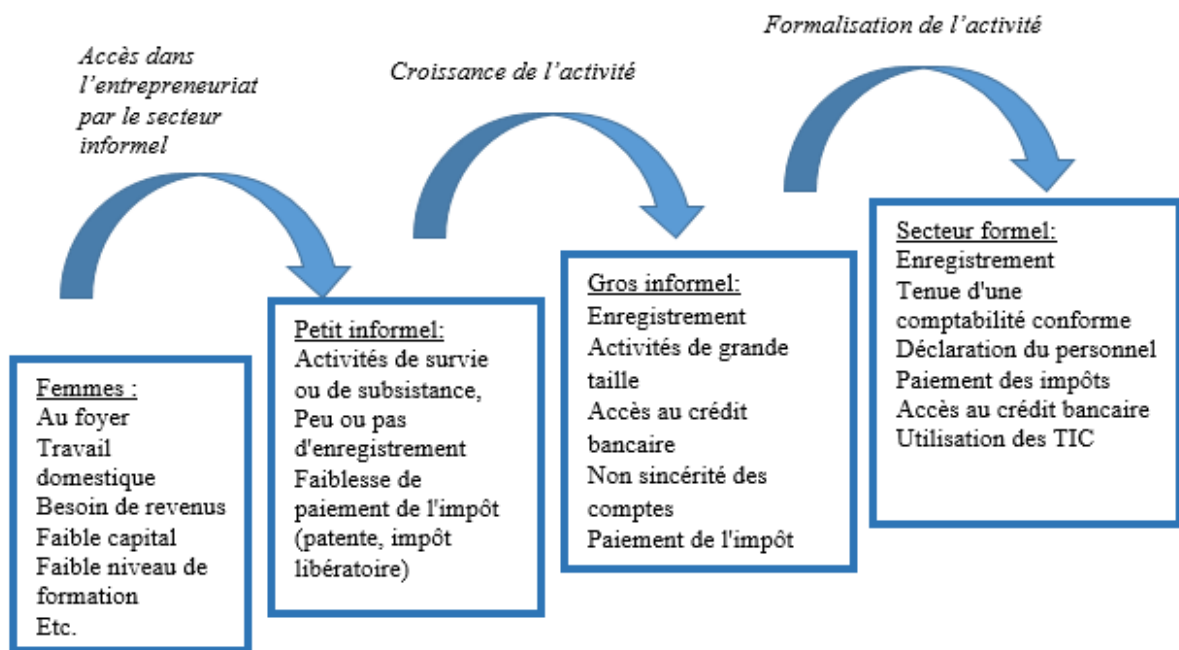 Accès dans
l’entrepreneuriat
par le secteur
informel
Croissance de l’activité
Formalisation de l’activité
Femmes :
Au foyer
Travail
domestique
Besoin de revenus
Faible capital
Faible niveau de
formation
Etc.
Petit informel:
Activités de survie
ou de subsistance,
Peu ou pas
d'enregistrement
Faiblesse de
paiement de l'impôt
(patente, impôt
libératoire)
Gros informel:
Enregistrement
Activités de grande
taille
Accès au crédit
bancaire
Non sincérité des
comptes
Paiement de l'impôt
Secteur formel:
Enregistrement
Tenue d'une
comptabilité conforme
Déclaration du personnel
Paiement des impôts
Accès au crédit bancaire
Utilisation des TIC